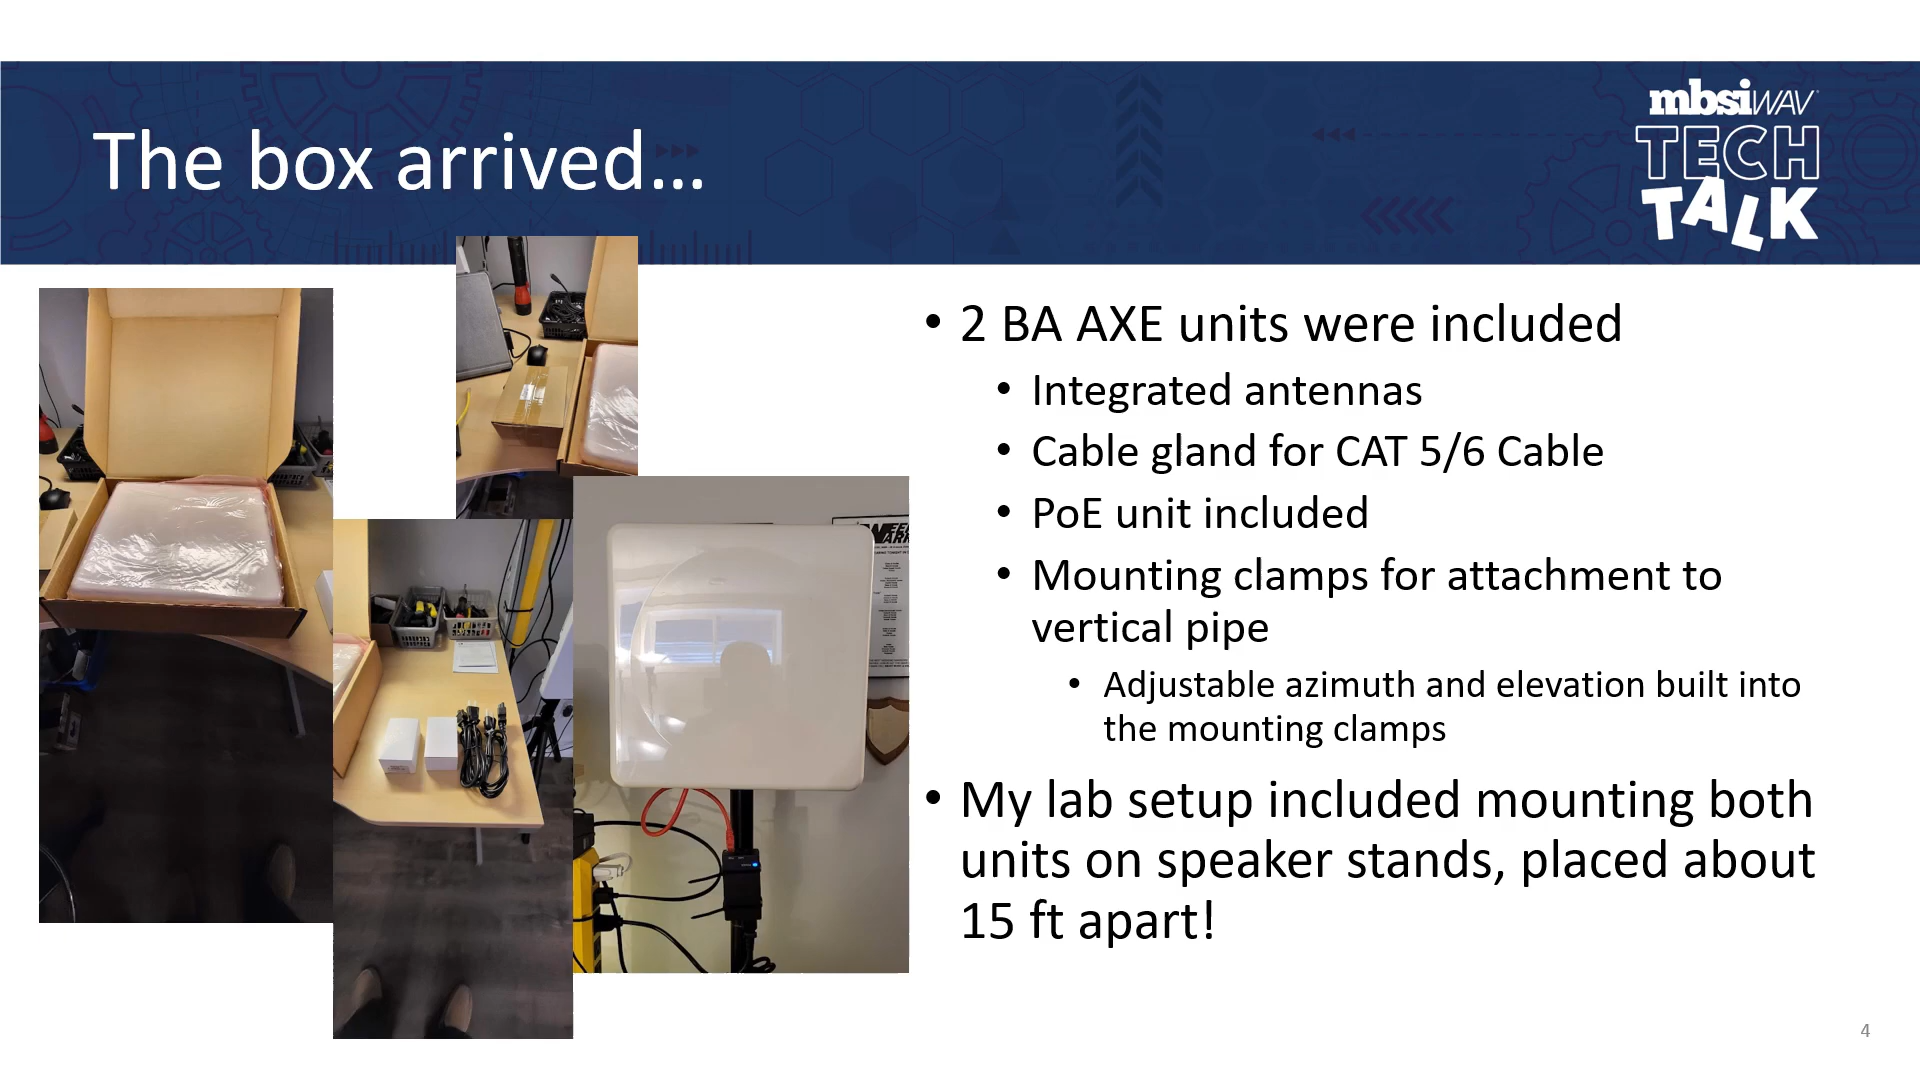 The box arrived...
mbsiWAV
TECH
TALK
• 2 BA AXE units were included
• Integrated antennas
• Cable gland for CAT 5/6 Cable
• PoE unit included
• Mounting clamps for attachment to
vertical pipe
• Adjustable azimuth and elevation built into
the mounting clamps
• My lab setup included mounting both
units on speaker stands, placed about
15 ft apart!
4